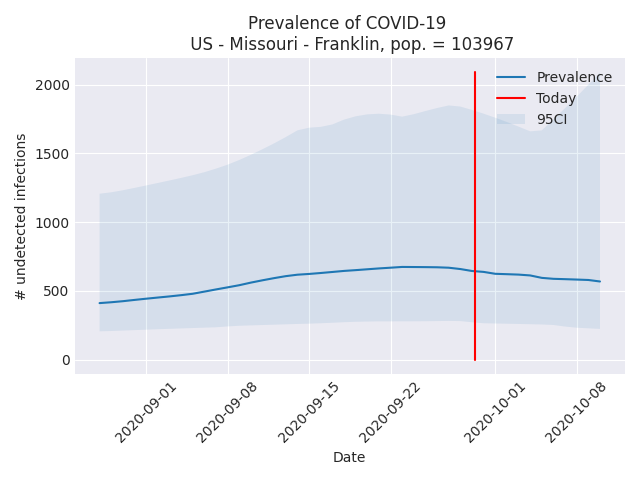 Prevalence of COVID-19
US - Missouri - Franklin, pop. = 103967
Prevalence
Today
95CI
# undetected infections
2000
1500
1000
500
0
2020-09-01
2020-09-08
2020-09-15
2020-09-22
2020-10-01
2020-10-08
Date